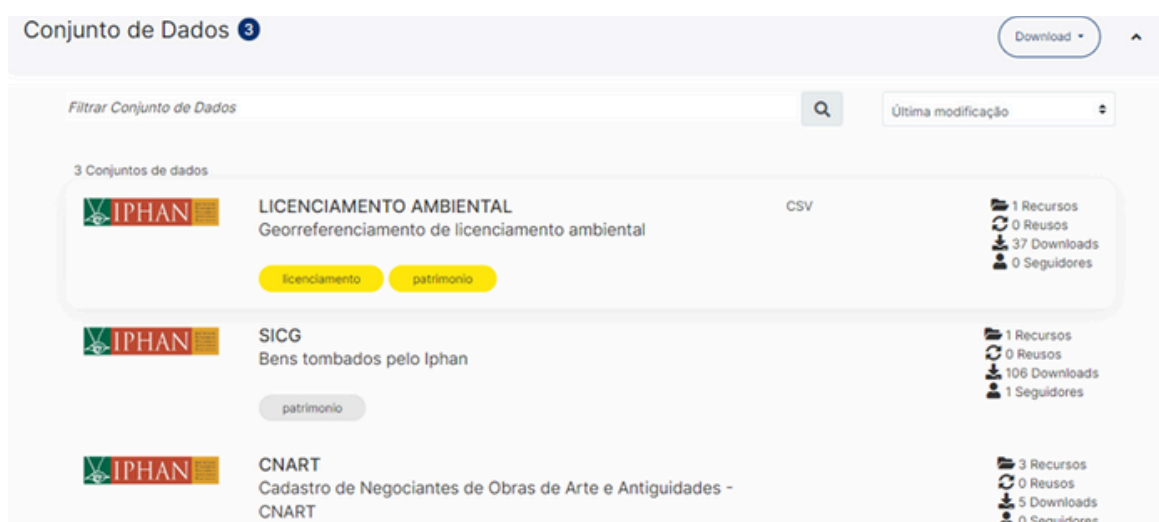 Conjunto de Dados 3
Download
Filtrar Conjunto de Dados
Última modificação
3 Conjuntos de dados
IPHAN
LICENCIAMENTO AMBIENTAL
Georreferenciamento de licenciamento ambiental
licenciamento patrimonio
CSV
1 Recursos
0 Reusos
37 Downloads
0 Seguidores
IPHAN
SICG
Bens tombados pelo Iphan
patrimonio
1 Recursos
0 Reusos
106 Downloads
1 Seguidores
IPHAN
CNART
Cadastro de Negociantes de Obras de Arte e Antiguidades -
CNART
3 Recursos
0 Reusos
5 Downloads
0 Seguidores